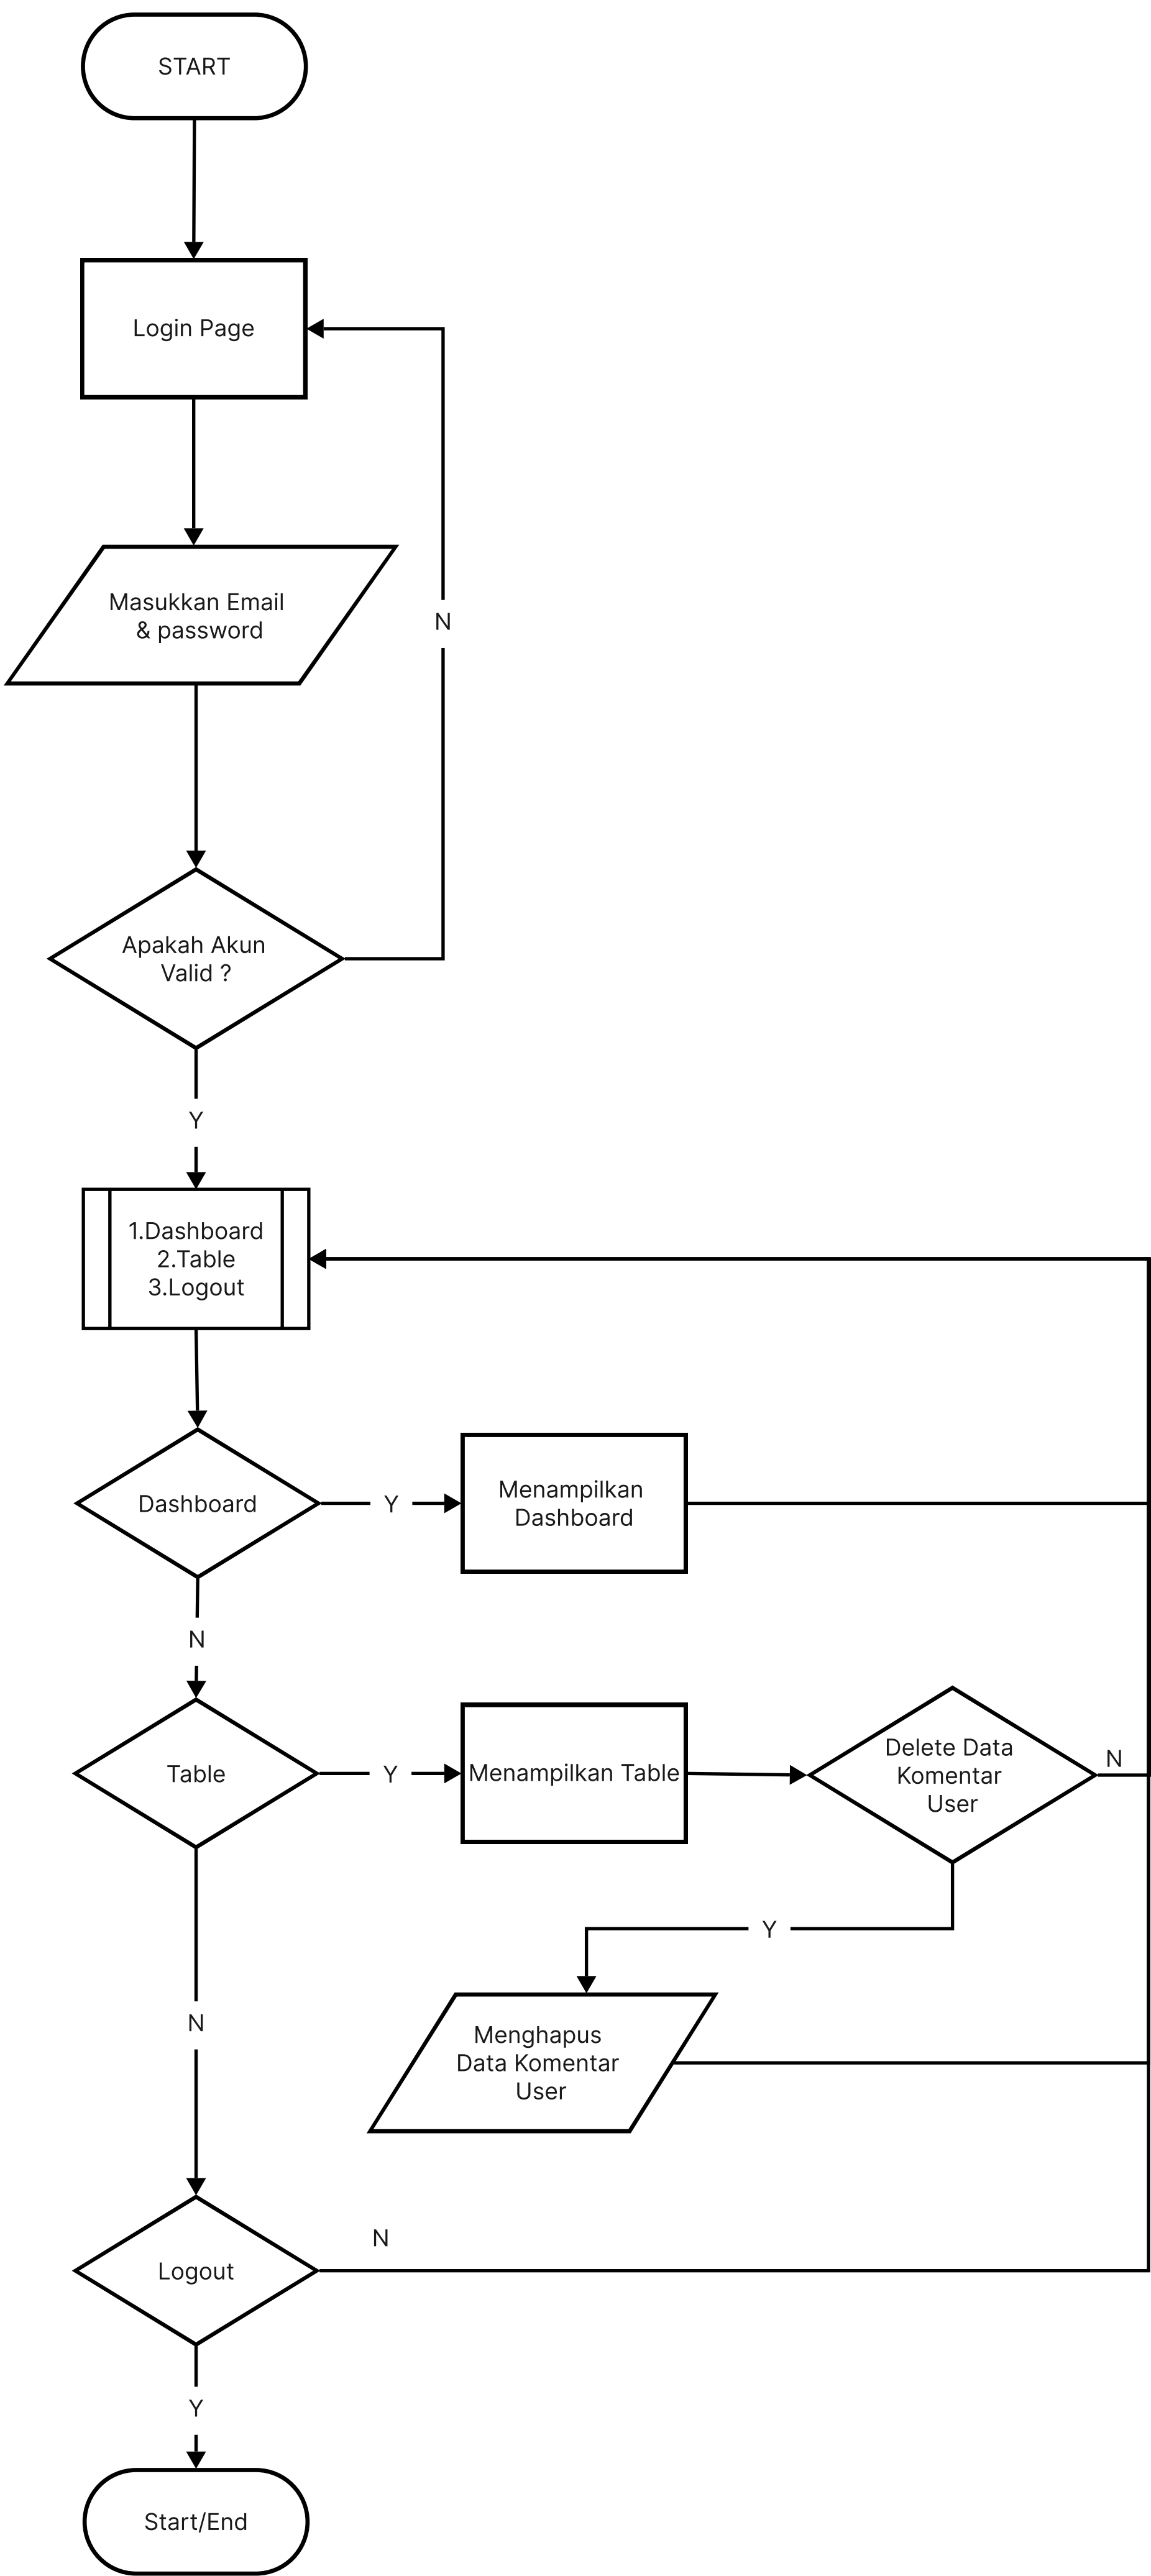 START
Login Page
Masukkan Email
& password
N
Apakah Akun
Valid ?
Y
1.Dashboard
2.Table
3.Logout
Dashboard
Y
Menampilkan
Dashboard
N
Table
Y
Menampilkan Table
Delete Data
Komentar
User
N
Y
N
Menghapus
Data Komentar
User
N
Logout
Y
Start/End